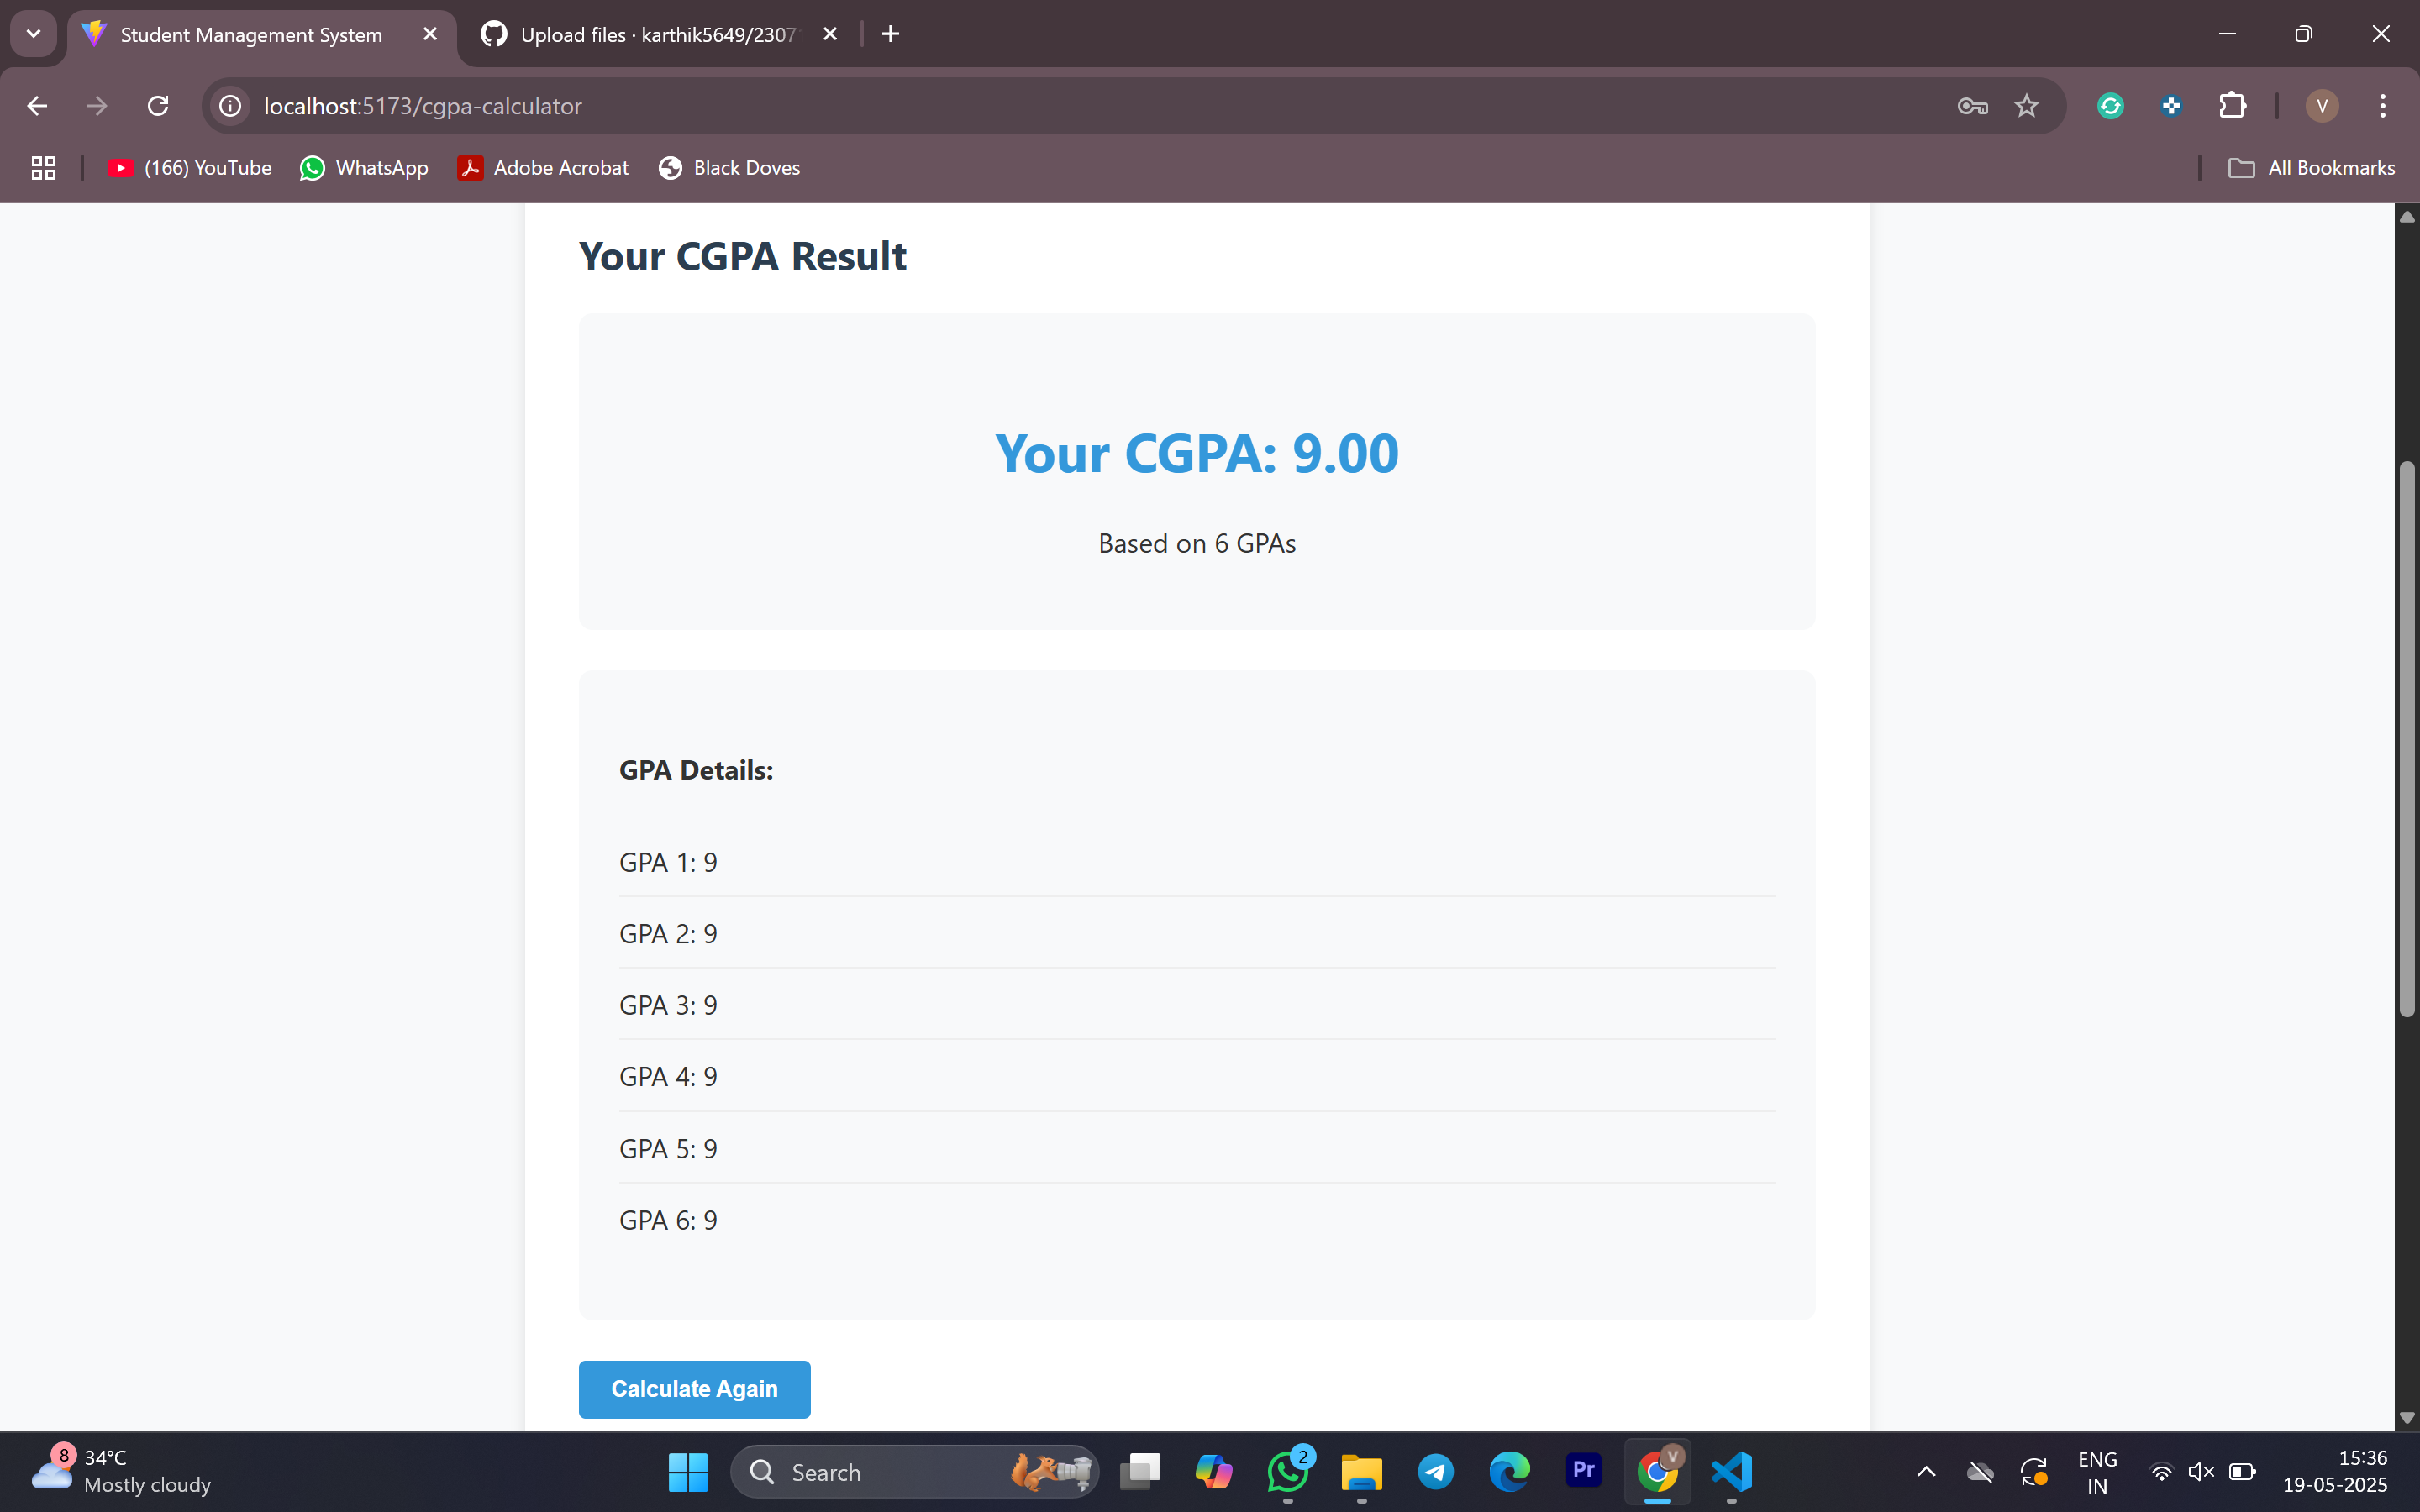 Student Management System
Upload files · karthik5649/2307
localhost:5173/cgpa-calculator
V
(166) YouTube
WhatsApp
Adobe Acrobat
Black Doves
All Bookmarks
Your CGPA Result
Your CGPA: 9.00
Based on 6 GPAs
GPA Details:
GPA 1: 9
GPA 2: 9
GPA 3: 9
GPA 4: 9
GPA 5: 9
GPA 6: 9
Calculate Again
8
34°C
Mostly cloudy
Search
2
Pr
V
ENG
IN
15:36
19-05-2025